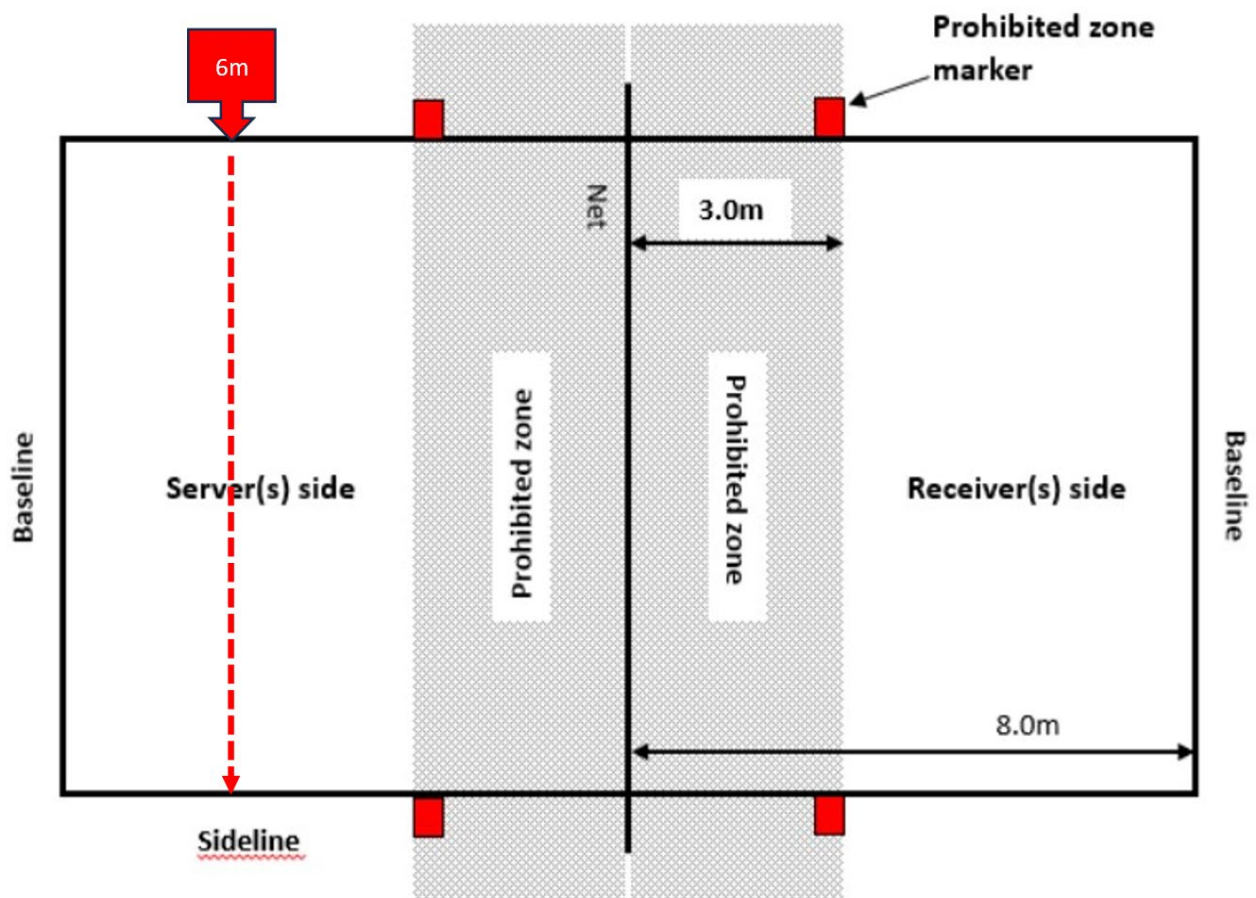 Prohibited zone
marker
6m
Net
3.0m
Prohibited zone
Prohibited zone
Baseline
Server(s) side
Receiver(s) side
Baseline
8.0m
Sideline